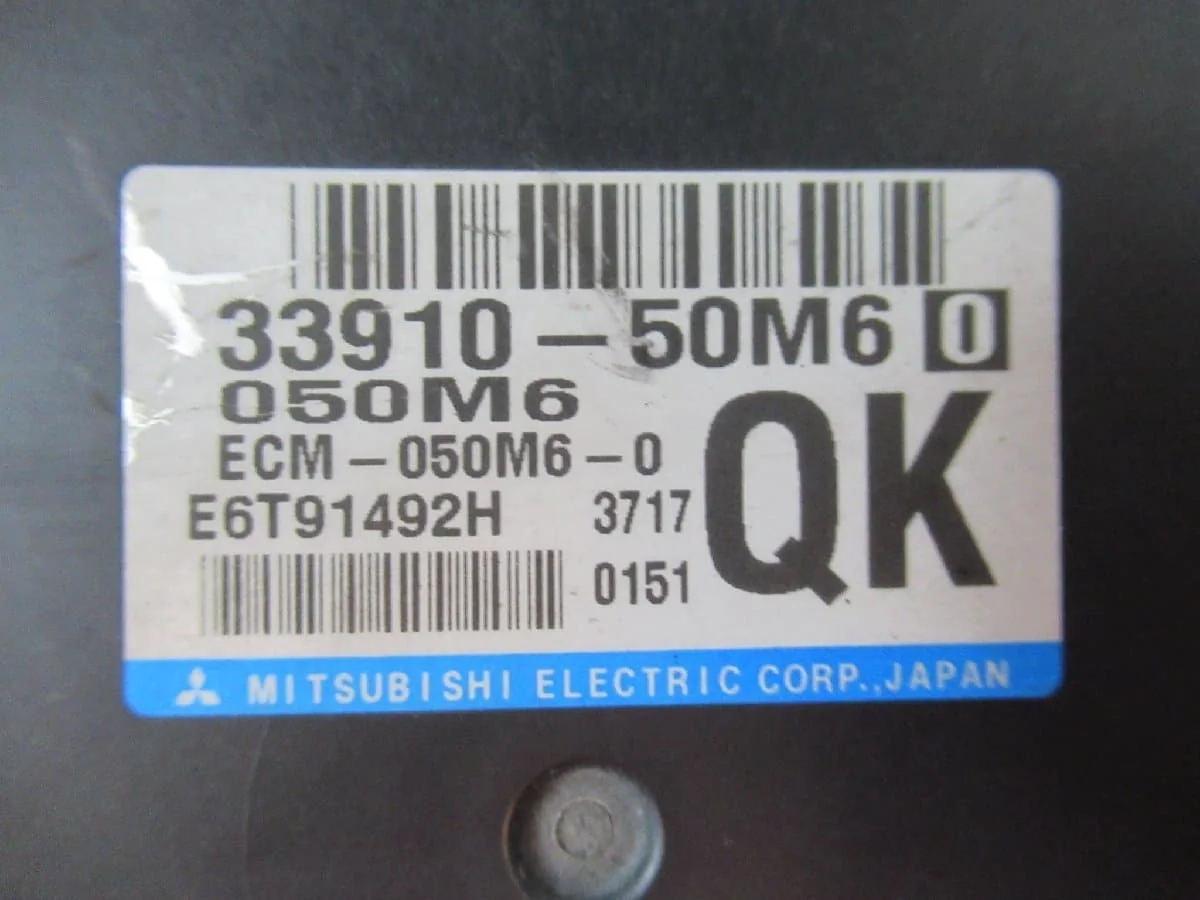 33910-50M6 0
050M6
QK
ECM-050M6-0
E6T91492H 3717
0151
MITSUBISHI ELECTRIC CORP.,JAPAN